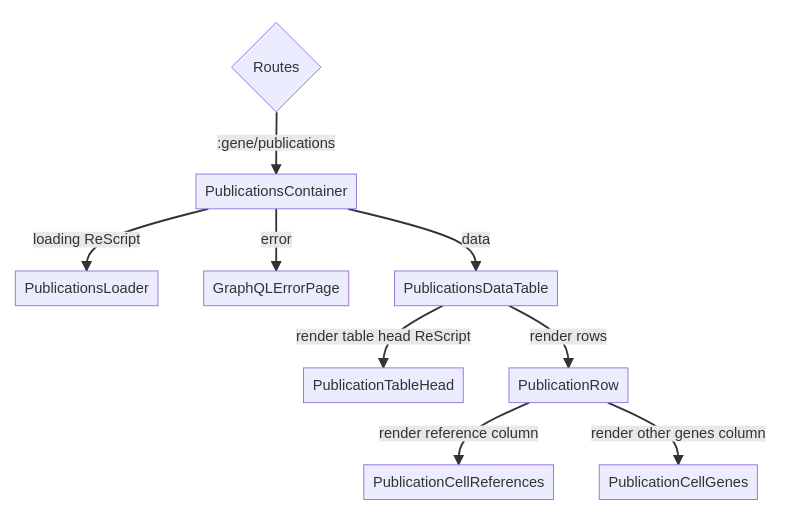 Routes
:gene/publications
PublicationsContainer
loading ReScript
error
data
PublicationsLoader
GraphQLErrorPage
PublicationsDataTable
render table head ReScript
render rows
PublicationTableHead
PublicationRow
render reference column
render other genes column
PublicationCellReferences
PublicationCellGenes